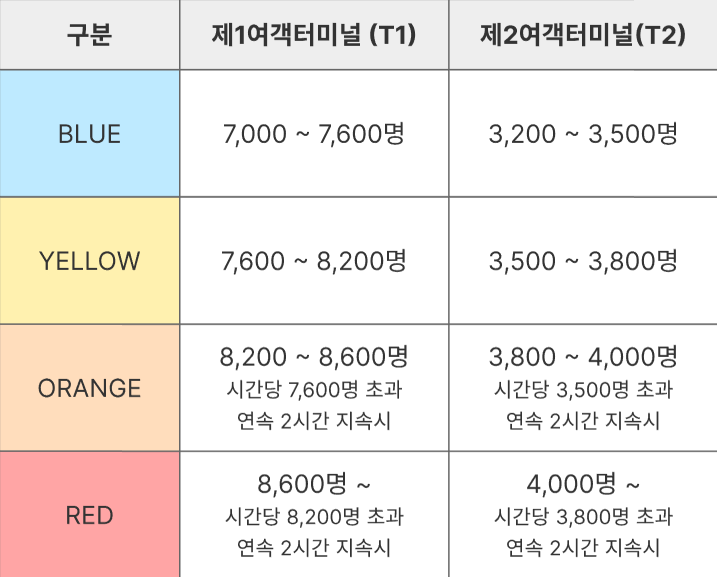 구분 제1여객터미널 (T1) 제2여객터미널(T2)
BLUE 7,000 ~ 7,600명 3,200 ~ 3,500명
YELLOW 7,600 ~ 8,200명 3,500 ~ 3,800명
ORANGE 8,200 ~ 8,600명 3,800 ~ 4,000명
시간당 7,600명 초과 시간당 3,500명 초과
연속 2시간 지속시 연속 2시간 지속시
RED 8,600명 ~ 4,000명 ~
시간당 8,200명 초과 시간당 3,800명 초과
연속 2시간 지속시 연속 2시간 지속시